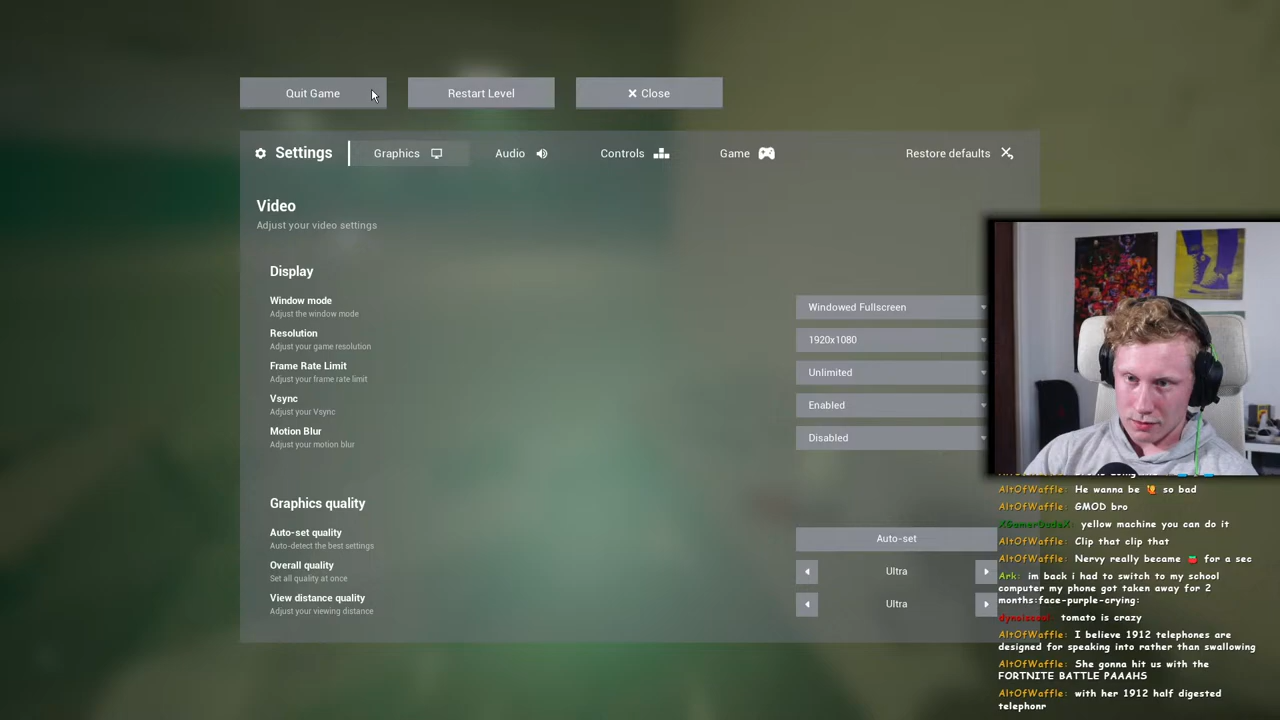 Quit Game
Restart Level
Close
Settings
Graphics
Audio
Controls
Game
Restore defaults
Video
Adjust your video settings
Display
Window mode
Adjust the window mode
Windowed Fullscreen
Resolution
Adjust your game resolution
1920x1080
Frame Rate Limit
Adjust your frame rate limit
Unlimited
Vsync
Adjust your Vsync
Enabled
Motion Blur
Adjust your motion blur
Disabled
Graphics quality
Auto-set quality
Auto-detect the best settings
Auto-set
Overall quality
Set all quality at once
Ultra
View distance quality
Adjust your viewing distance
Ultra
AltOfWaffle: He wanna be so bad
AltOfWaffle: GMOD bro
XGamerDudeX: yellow machine you can do it
AltOfWaffle: Clip that clip that
AltOfWaffle: Nervy really became for a sec
Ark: im back i had to switch to my school
computer my phone got taken away for 2
months:face-purple-crying:
tomato is crazy
AltOfWaffle: I believe 1912 telephones are
designed for speaking into rather than swallowing
AltOfWaffle: She gonna hit us with the
FORTNITE BATTLE PAAAHS
AltOfWaffle: with her 1912 half digested
telephonr